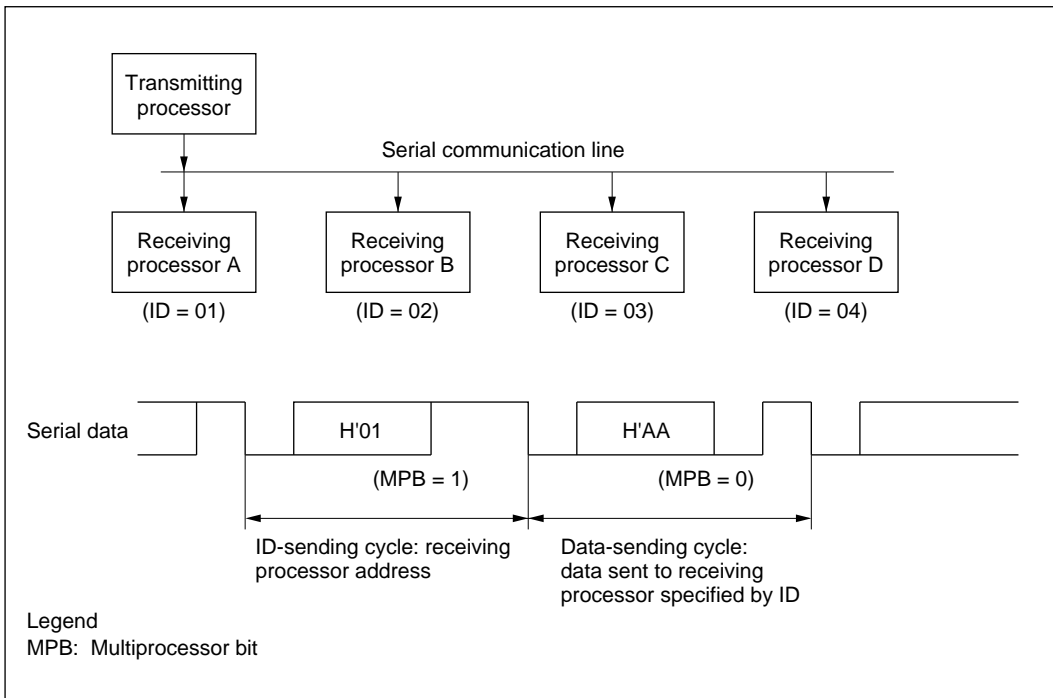 Transmitting
processor
Serial communication line
Receiving
processor A
Receiving
processor B
Receiving
processor C
Receiving
processor D
(ID = 01)
(ID = 02)
(ID = 03)
(ID = 04)
Serial data
H'01
H'AA
(MPB = 1)
(MPB = 0)
ID-sending cycle: receiving
processor address
Data-sending cycle:
data sent to receiving
processor specified by ID
Legend
MPB: Multiprocessor bit